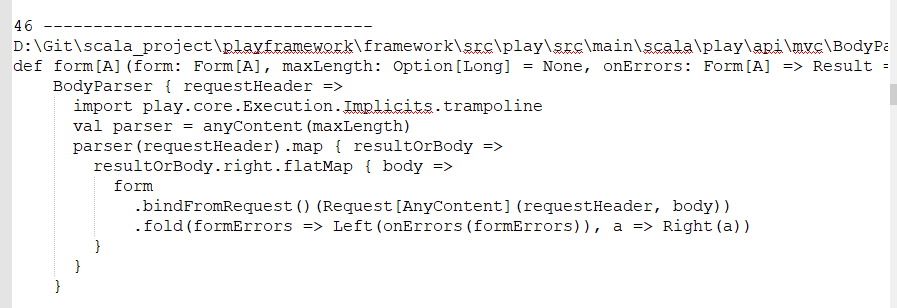 46 ---------------------------------
D:\Git\scala_project\playframework\framework\src\play\src\main\scala\play\api\mvc\BodyPa
def form[A](form: Form[A], maxLength: Option[Long] = None, onErrors: Form[A] => Result =
    BodyParser { requestHeader =>
      import play.core.Execution.Implicits.trampoline
      val parser = anyContent(maxLength)
      parser(requestHeader).map { resultOrBody =>
        resultOrBody.right.flatMap { body =>
          form
            .bindFromRequest()(Request[AnyContent](requestHeader, body))
            .fold(formErrors => Left(onErrors(formErrors)), a => Right(a))
        }
      }
    }